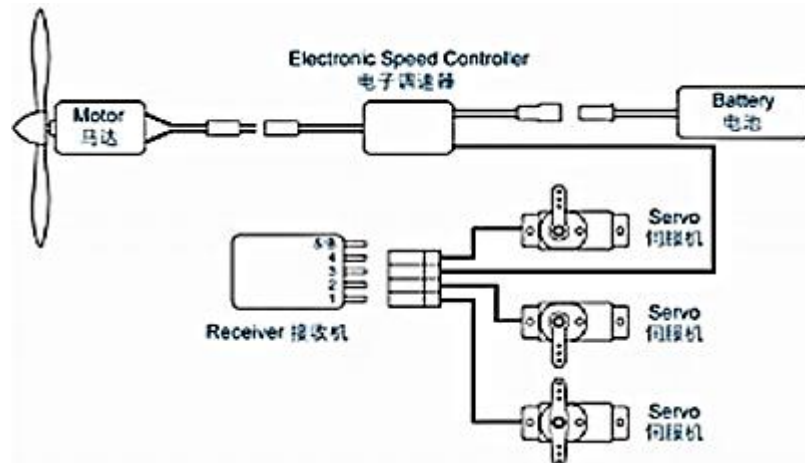 Electronic Speed Controller
电子调速器
Motor
马达
Battery
电池
Servo
伺服机
4
3
2
1
Receiver 接收机
Servo
伺服机
Servo
伺服机